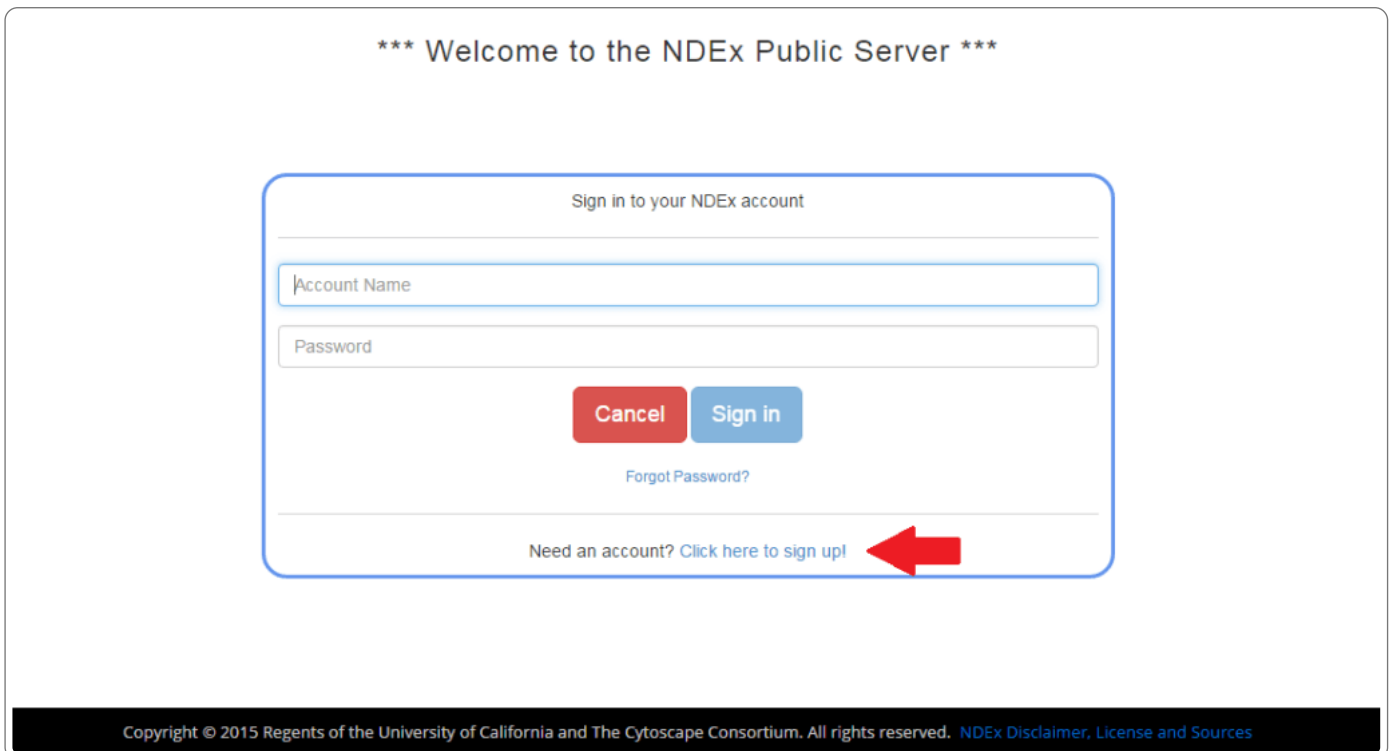 *** Welcome to the NDEx Public Server ***
Sign in to your NDEx account
Account Name
Password
Cancel Sign in
Forgot Password?
Need an account? Click here to sign up!
Copyright © 2015 Regents of the University of California and The Cytoscape Consortium. All rights reserved. NDEx Disclaimer, License and Sources